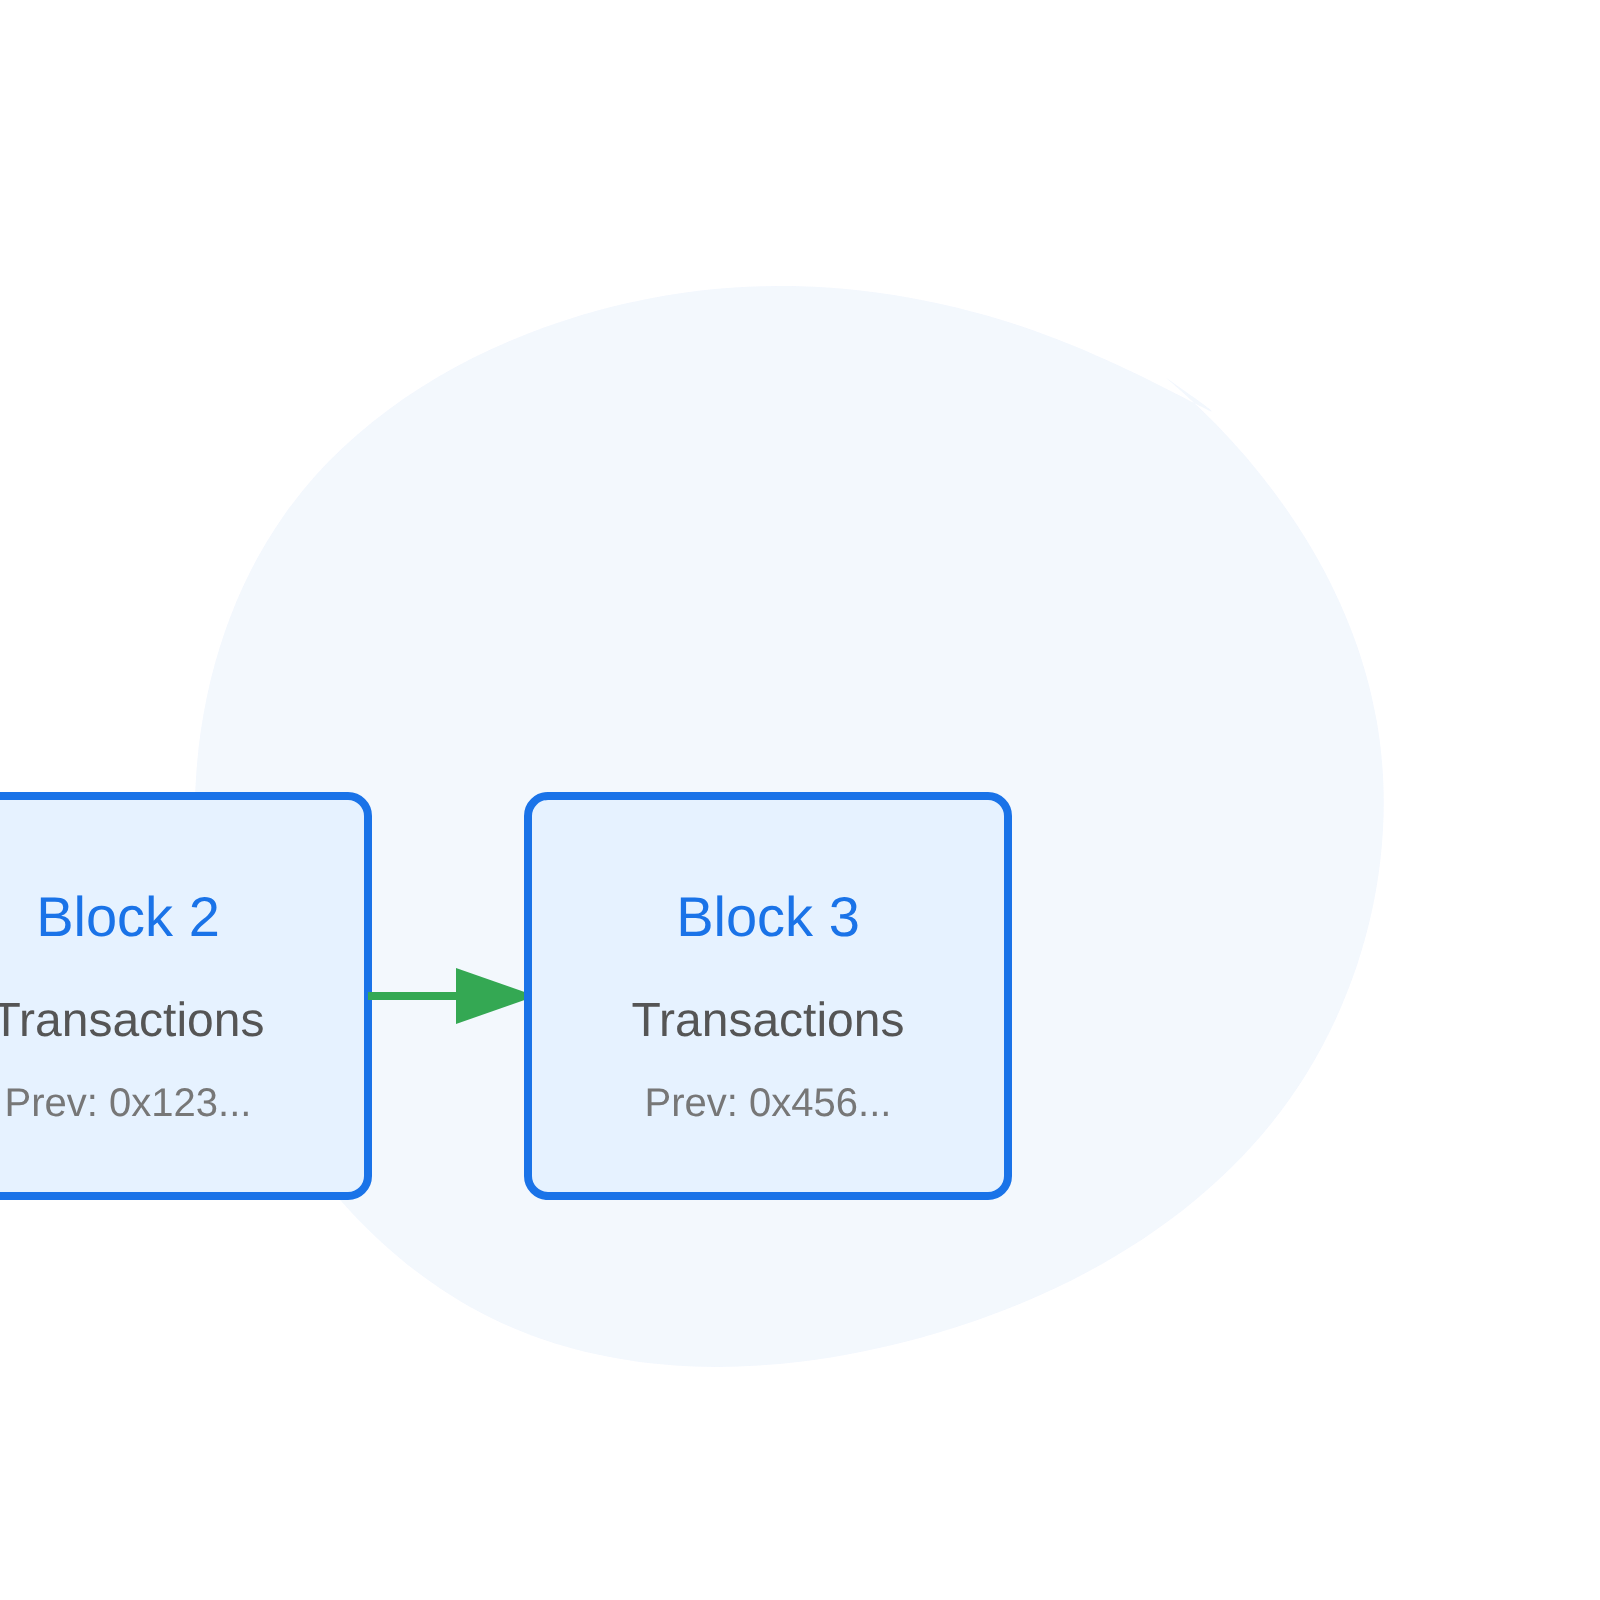 Block 2
Transactions
Prev: 0x123...
Block 3
Transactions
Prev: 0x456...